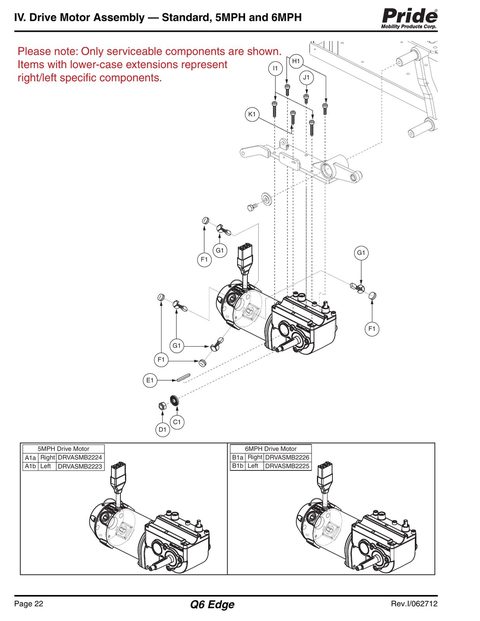 IV. Drive Motor Assembly — Standard, 5MPH and 6MPH
Pride®
Mobility Products Corp.
Please note: Only serviceable components are shown.
Items with lower-case extensions represent
right/left specific components.
I1
H1
J1
K1
G1
F1
G1
F1
G1
F1
E1
C1
D1
5MPH Drive Motor
A1a Right DRVASMB2224
A1b Left DRVASMB2223
6MPH Drive Motor
B1a Right DRVASMB2226
B1b Left DRVASMB2225
Page 22
Q6 Edge
Rev.I/062712